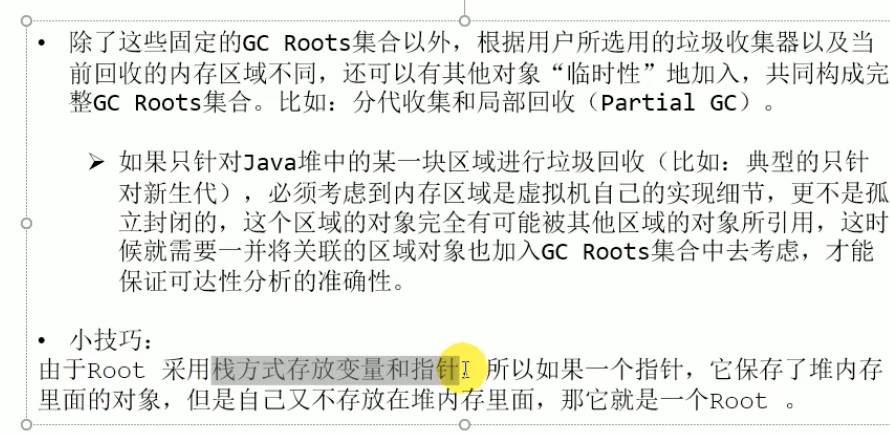 • 除了这些固定的GC Roots集合以外，根据用户所选用的垃圾收集器以及当
前回收的内存区域不同，还可以有其他对象“临时性”地加入，共同构成完
整GC Roots集合。比如：分代收集和局部回收（Partial GC）。
➢ 如果只针对Java堆中的某一块区域进行垃圾回收（比如：典型的只针
对新生代），必须考虑到内存区域是虚拟机自己的实现细节，更不是孤
立封闭的，这个区域的对象完全有可能被其他区域的对象所引用，这时
候就需要一并将关联的区域对象也加入GC Roots集合中去考虑，才能
保证可达性分析的准确性。
• 小技巧：
由于Root 采用栈方式存放变量和指针，所以如果一个指针，它保存了堆内存
里面的对象，但是自己又不存放在堆内存里面，那它就是一个Root 。